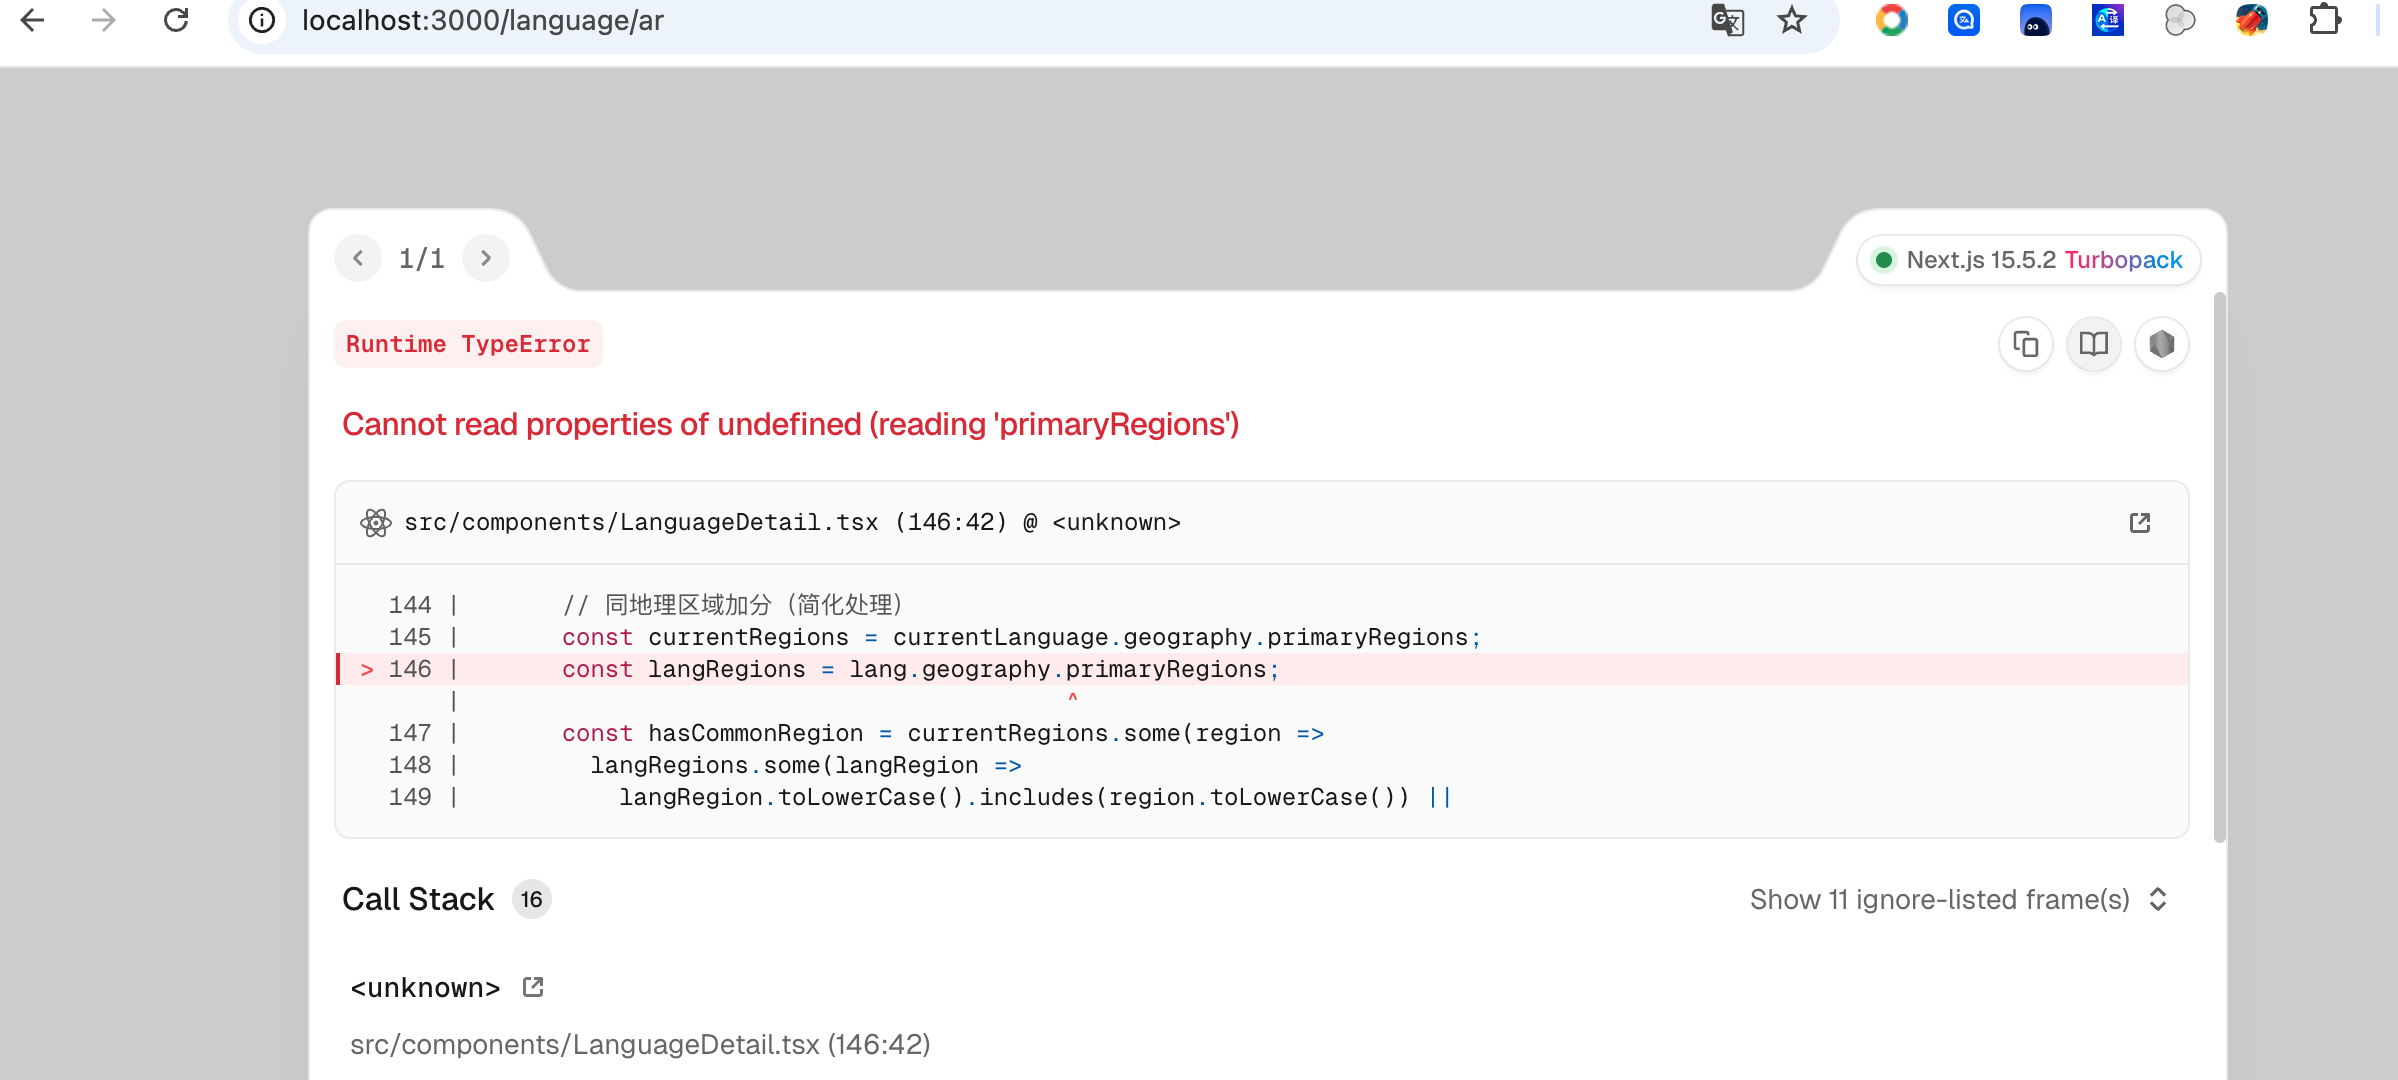 localhost:3000/language/ar
1/1
Next.js 15.5.2 Turbopack
Runtime TypeError
Cannot read properties of undefined (reading 'primaryRegions')
src/components/LanguageDetail.tsx (146:42) @ <unknown>
144 | // 同地理区域加分（简化处理）
145 | const currentRegions = currentLanguage.geography.primaryRegions;
> 146 | const langRegions = lang.geography.primaryRegions;
| ^
147 | const hasCommonRegion = currentRegions.some(region =>
148 | langRegions.some(langRegion =>
149 | langRegion.toLowerCase().includes(region.toLowerCase()) ||
Call Stack 16
Show 11 ignore-listed frame(s)
<unknown>
src/components/LanguageDetail.tsx (146:42)